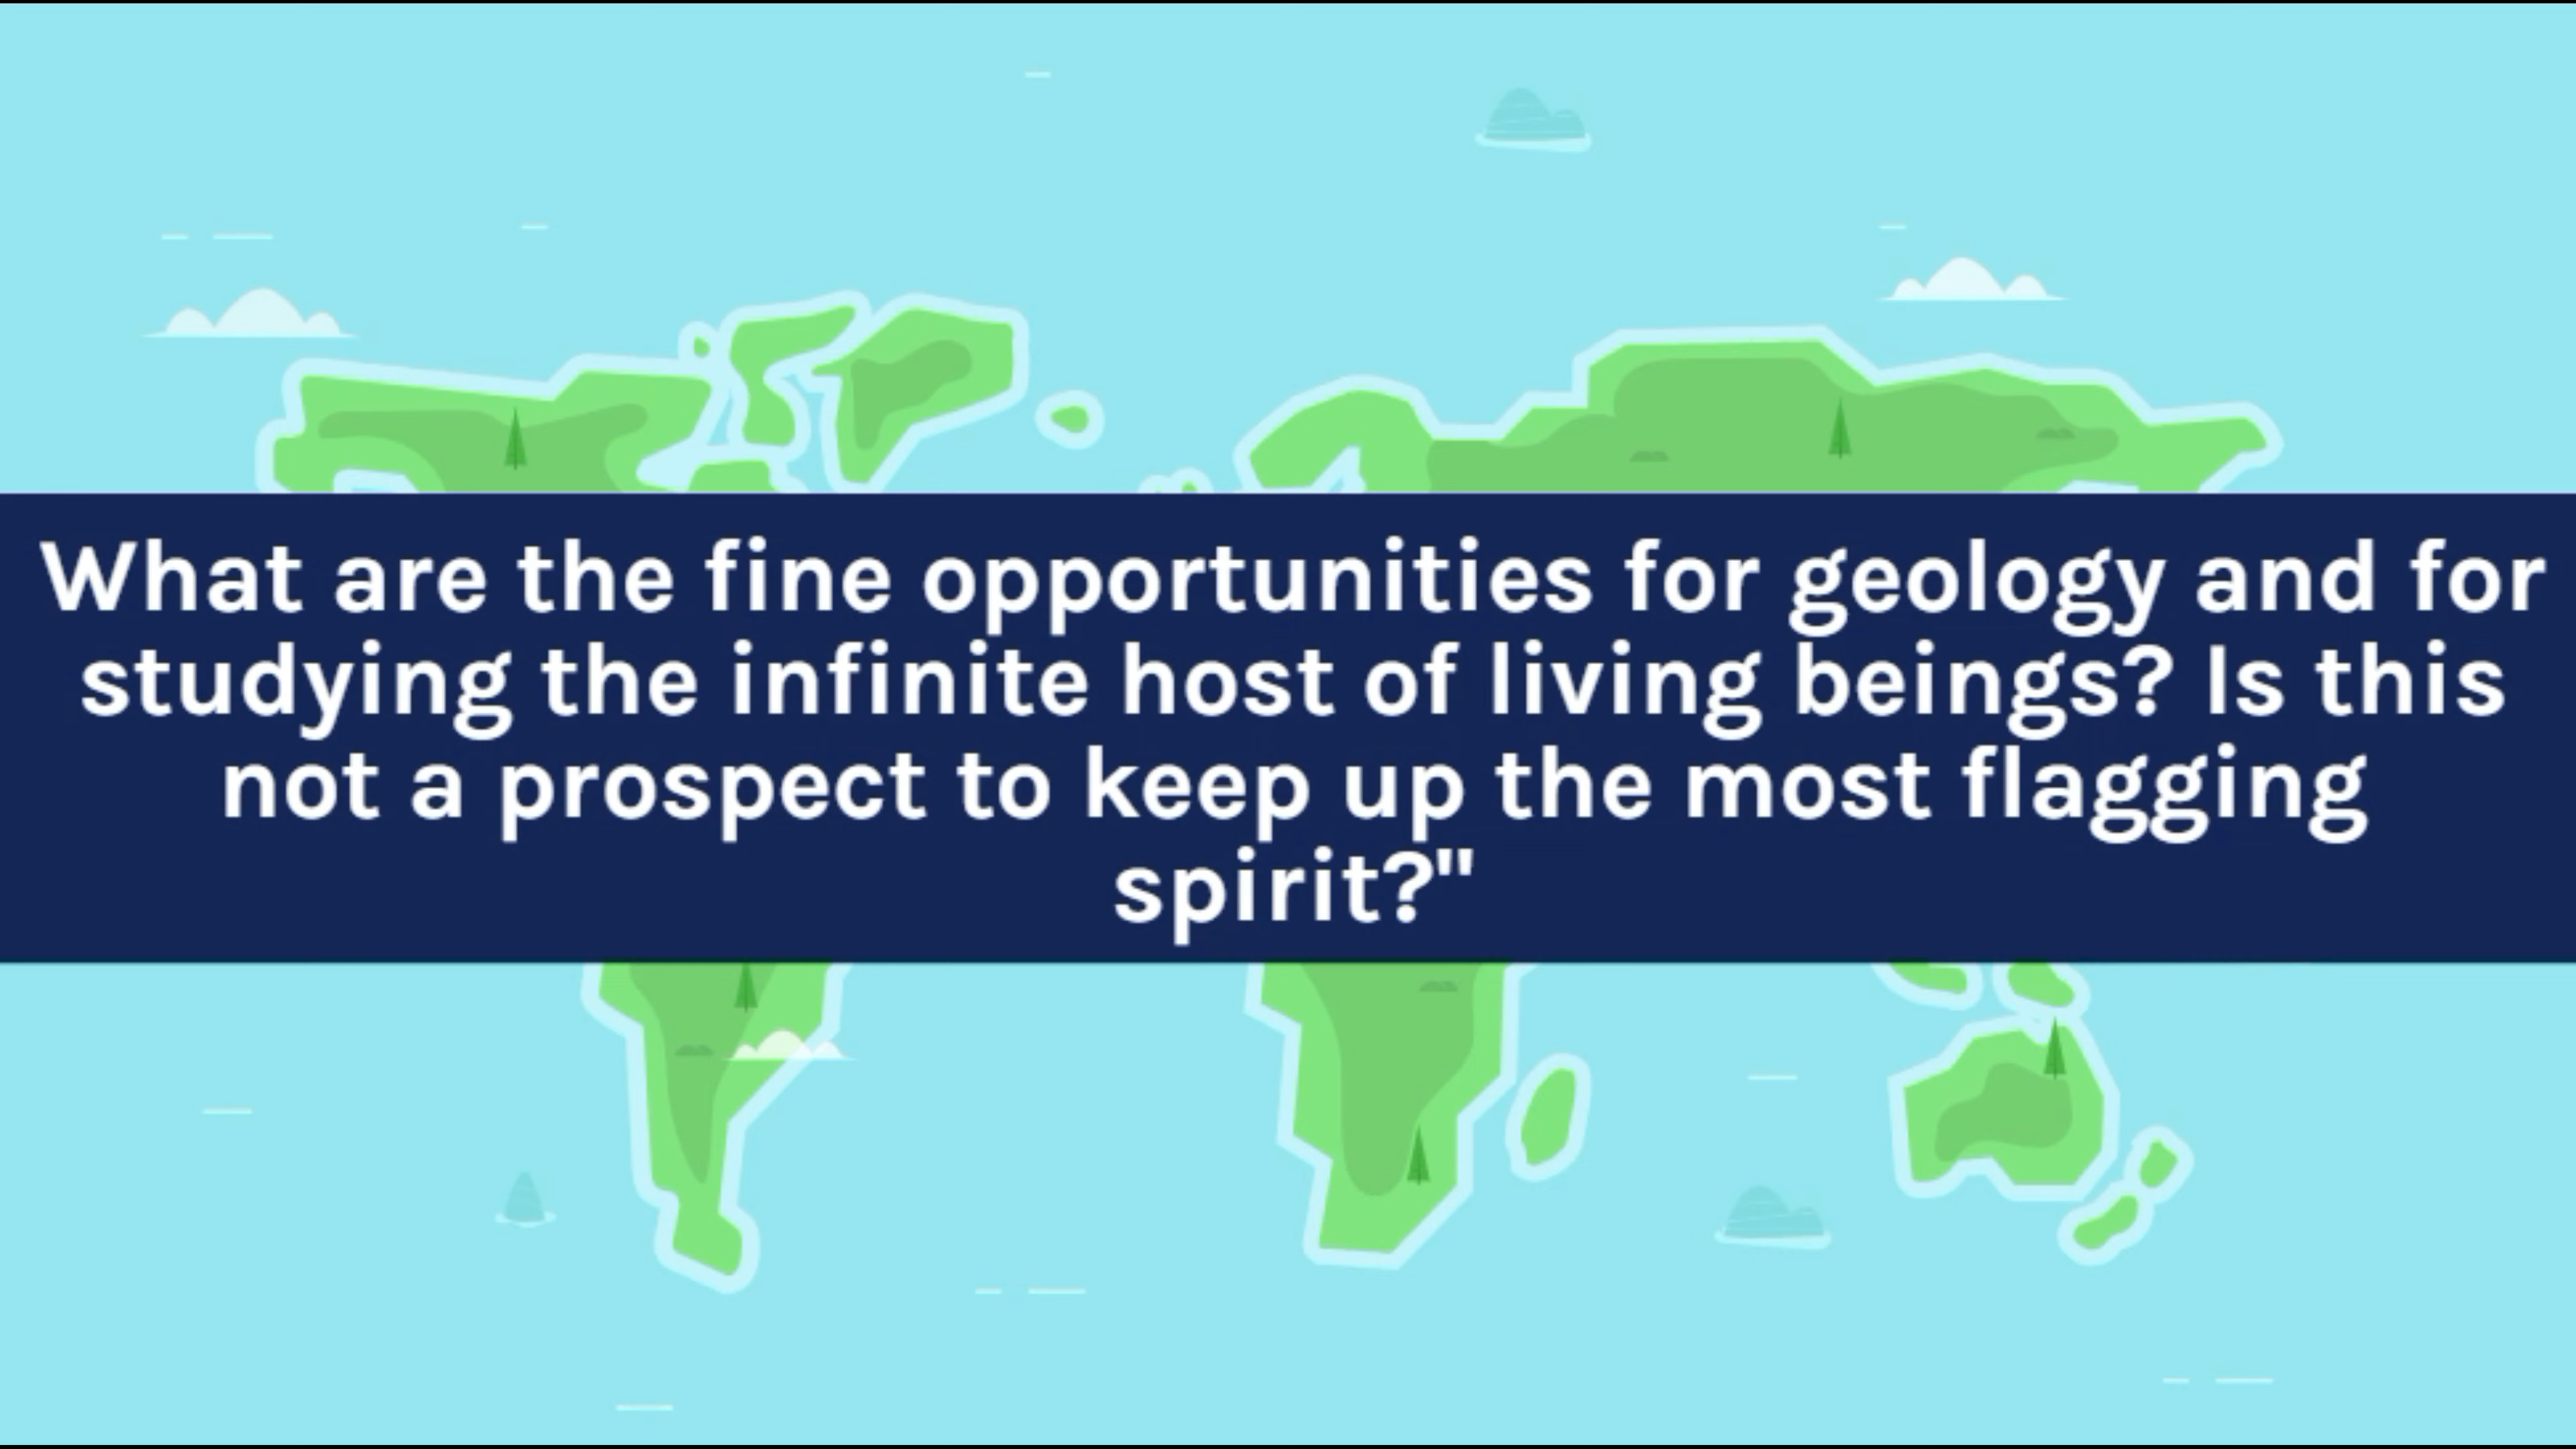 What are the fine opportunities for geology and for
studying the infinite host of living beings? Is this
not a prospect to keep up the most flagging
spirit?"